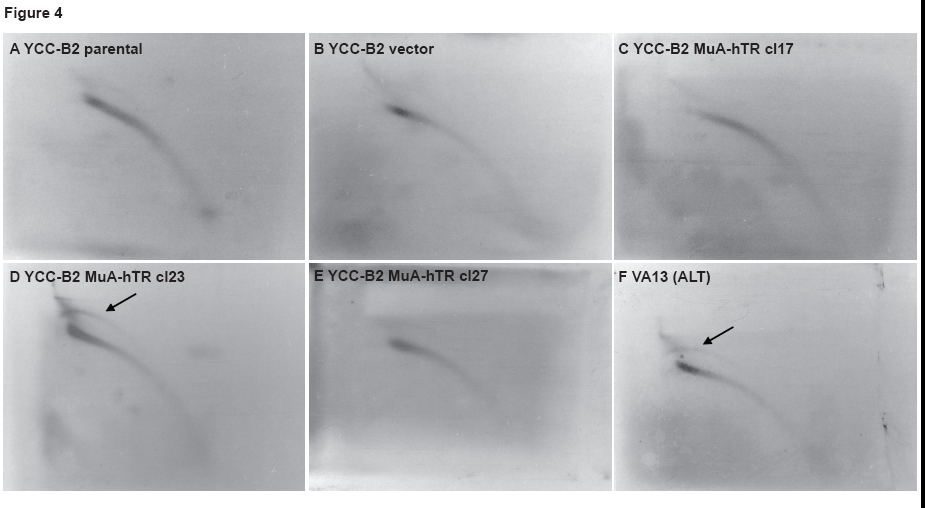 Figure 4
A YCC-B2 parental
B YCC-B2 vector
C YCC-B2 MuA-hTR cl17
D YCC-B2 MuA-hTR cl23
E YCC-B2 MuA-hTR cl27
F VA13 (ALT)